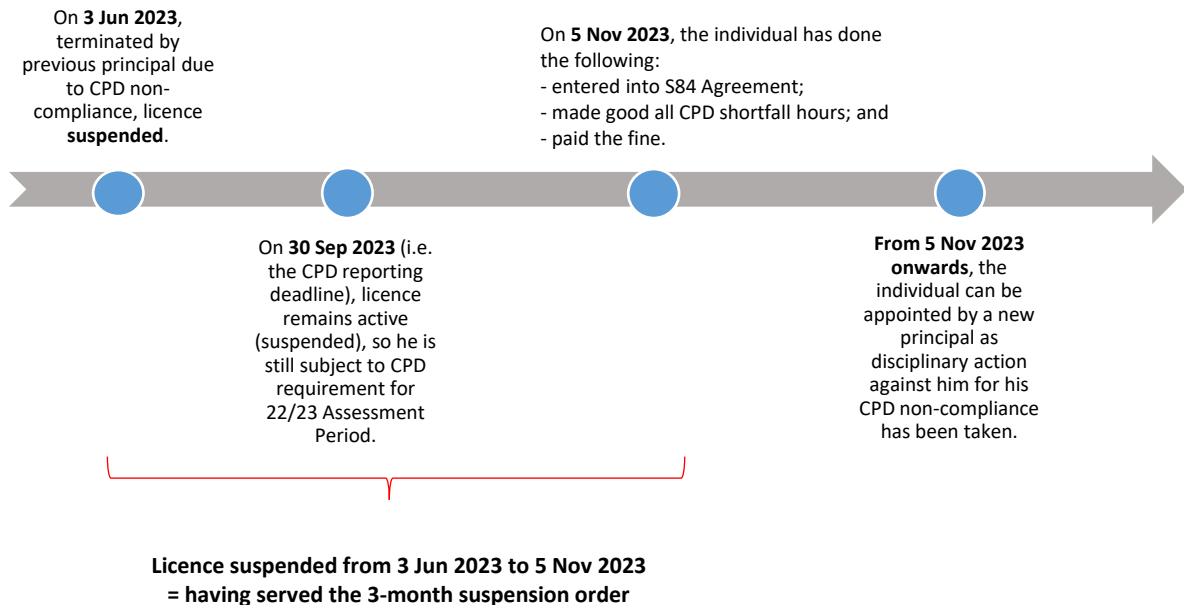 On 3 Jun 2023,
terminated by
previous principal due
to CPD non-
compliance, licence
suspended.
On 5 Nov 2023, the individual has done
the following:
- entered into S84 Agreement;
- made good all CPD shortfall hours; and
- paid the fine.
On 30 Sep 2023 (i.e.
the CPD reporting
deadline), licence
remains active
(suspended), so he is
still subject to CPD
requirement for
22/23 Assessment
Period.
From 5 Nov 2023
onwards, the
individual can be
appointed by a new
principal as
disciplinary action
against him for his
CPD non-compliance
has been taken.
Licence suspended from 3 Jun 2023 to 5 Nov 2023
= having served the 3-month suspension order